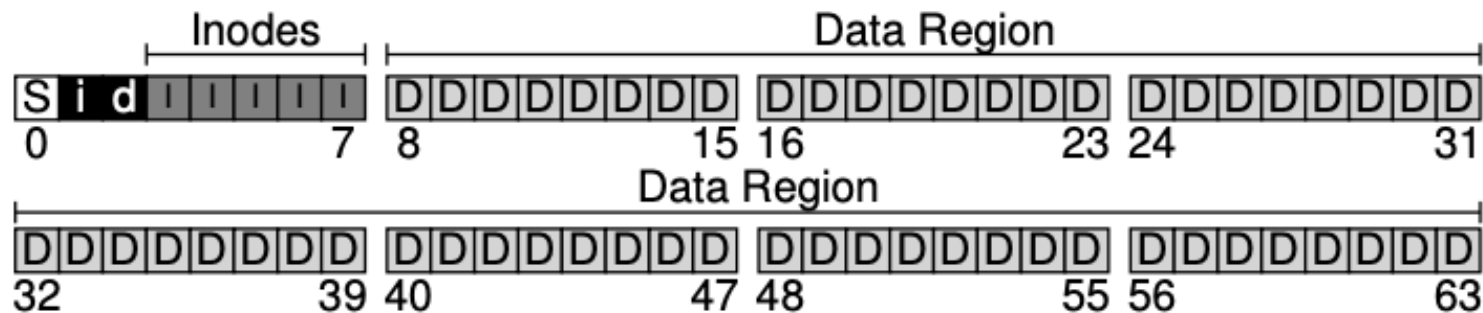 Inodes Data Region
S i d I I I I I D D D D D D D D D D D D D D D D D D D D D D D D
0 7 8 15 16 23 24 31
Data Region
D D D D D D D D D D D D D D D D D D D D D D D D D D D D D D D D
32 39 40 47 48 55 56 63